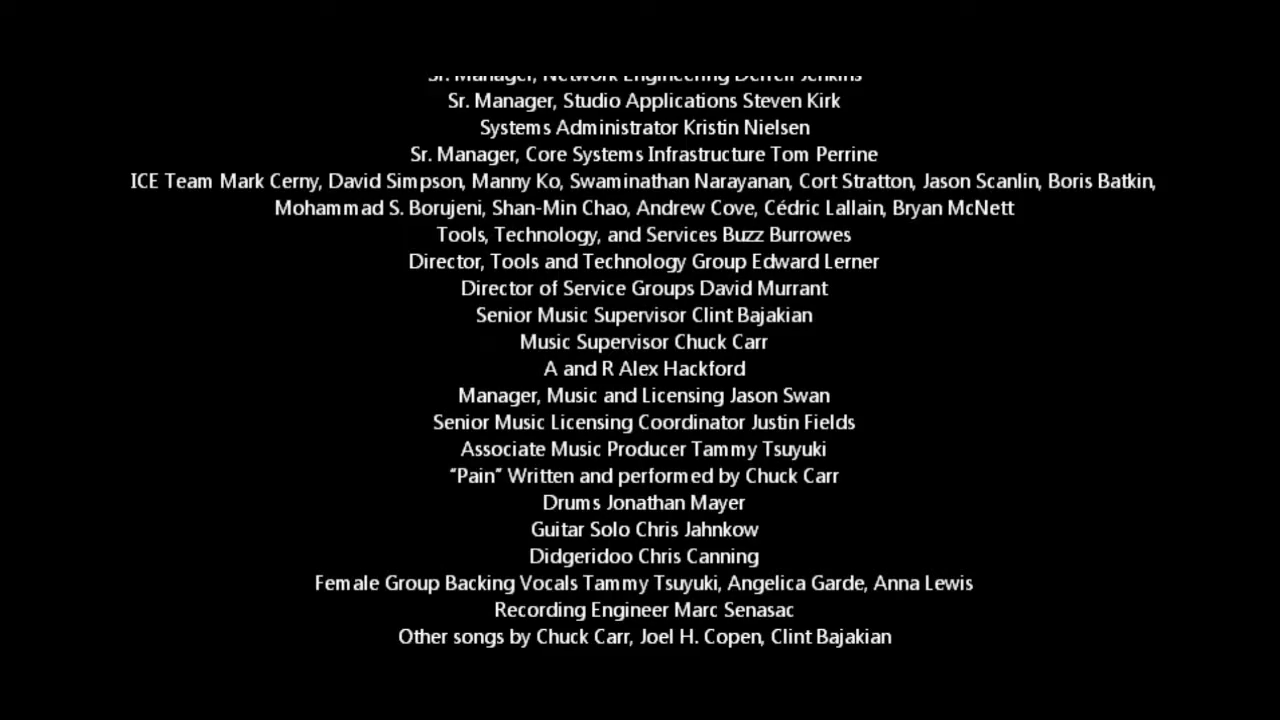 Sr. Manager, Network Engineering Derrell Jenkins
Sr. Manager, Studio Applications Steven Kirk
Systems Administrator Kristin Nielsen
Sr. Manager, Core Systems Infrastructure Tom Perrine
ICE Team Mark Cerny, David Simpson, Manny Ko, Swaminathan Narayanan, Cort Stratton, Jason Scanlin, Boris Batkin,
Mohammad S. Borujeni, Shan-Min Chao, Andrew Cove, Cédric Lallain, Bryan McNett
Tools, Technology, and Services Buzz Burrowes
Director, Tools and Technology Group Edward Lerner
Director of Service Groups David Murrant
Senior Music Supervisor Clint Bajakian
Music Supervisor Chuck Carr
A and R Alex Hackford
Manager, Music and Licensing Jason Swan
Senior Music Licensing Coordinator Justin Fields
Associate Music Producer Tammy Tsuyuki
“Pain” Written and performed by Chuck Carr
Drums Jonathan Mayer
Guitar Solo Chris Jahnkow
Didgeridoo Chris Canning
Female Group Backing Vocals Tammy Tsuyuki, Angelica Garde, Anna Lewis
Recording Engineer Marc Senasac
Other songs by Chuck Carr, Joel H. Copen, Clint Bajakian